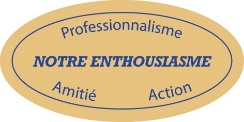 Professionnalisme
NOTRE ENTHOUSIASME
Amitié
Action